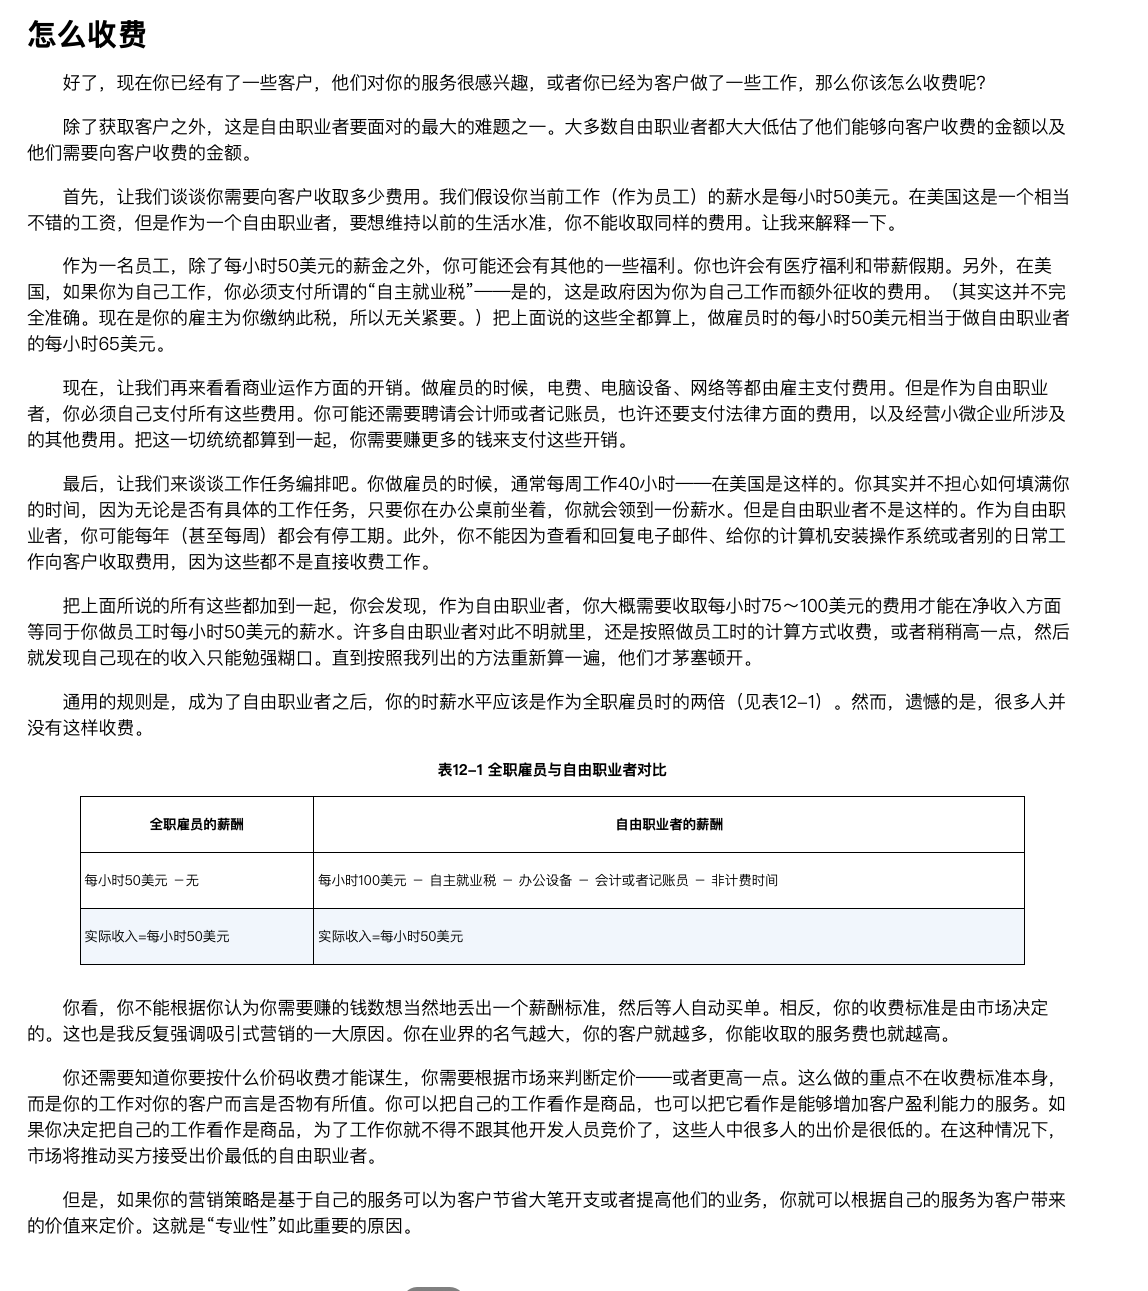 怎么收费
好了，现在你已经有了一些客户，他们对你的服务很感兴趣，或者你已经为客户做了一些工作，那么你该怎么收费呢？
除了获取客户之外，这是自由职业者要面对的最大的难题之一。大多数自由职业者都大大低估了他们能够向客户收费的金额以及
他们需要向客户收费的金额。
首先，让我们谈谈你需要向客户收取多少费用。我们假设你当前工作（作为员工）的薪水是每小时50美元。在美国这是一个相当
不错的工资，但是作为一个自由职业者，要想维持以前的生活水准，你不能收取同样的费用。让我来解释一下。
作为一名员工，除了每小时50美元的薪金之外，你可能还会有其他的一些福利。你也许会有医疗福利和带薪假期。另外，在美
国，如果你为自己工作，你必须支付所谓的“自主就业税”——是的，这是政府因为你为自己工作而额外征收的费用。（其实这并不完
全准确。现在是你的雇主为你缴纳此税，所以无关紧要。）把上面说的这些全都算上，做雇员时的每小时50美元相当于做自由职业者
的每小时65美元。
现在，让我们再来看看商业运作方面的开销。做雇员的时候，电费、电脑设备、网络等都由雇主支付费用。但是作为自由职业
者，你必须自己支付所有这些费用。你可能还需要聘请会计师或者记账员，也许还要支付法律方面的费用，以及经营小微企业所涉及
的其他费用。把这一切统统都算到一起，你需要赚更多的钱来支付这些开销。
最后，让我们来谈谈工作任务编排吧。你做雇员的时候，通常每周工作40小时——在美国是这样的。你其实并不担心如何填满你
的时间，因为无论是否有具体的工作任务，只要你在办公桌前坐着，你就会领到一份薪水。但是自由职业者不是这样的。作为自由职
业者，你可能每年（甚至每周）都会有停工期。此外，你不能因为查看和回复电子邮件、给你的计算机安装操作系统或者别的日常工
作向客户收取费用，因为这些都不是直接收费工作。
把上面所说的所有这些都加到一起，你会发现，作为自由职业者，你大概需要收取每小时75～100美元的费用才能在净收入方面
等同于你做员工时每小时50美元的薪水。许多自由职业者对此不明就里，还是按照做员工时的计算方式收费，或者稍稍高一点，然后
就发现自己现在的收入只能勉强糊口。直到按照我列出的方法重新算一遍，他们才茅塞顿开。
通用的规则是，成为了自由职业者之后，你的时薪水平应该是作为全职雇员时的两倍（见表12–1）。然而，遗憾的是，很多人并
没有这样收费。
表12–1 全职雇员与自由职业者对比
全职雇员的薪酬 自由职业者的薪酬
每小时50美元 －无 每小时100美元 － 自主就业税 － 办公设备 － 会计或者记账员 － 非计费时间
实际收入=每小时50美元 实际收入=每小时50美元
你看，你不能根据你认为你需要赚的钱数想当然地丢出一个薪酬标准，然后等人自动买单。相反，你的收费标准是由市场决定
的。这也是我反复强调吸引式营销的一大原因。你在业界的名气越大，你的客户就越多，你能收取的服务费也就越高。
你还需要知道你要按什么价码收费才能谋生，你需要根据市场来判断定价——或者更高一点。这么做的重点不在收费标准本身，
而是你的工作对你的客户而言是否物有所值。你可以把自己的工作看作是商品，也可以把它看作是能够增加客户盈利能力的服务。如
果你决定把自己的工作看作是商品，为了工作你就不得不跟其他开发人员竞价了，这些人中很多人的出价是很低的。在这种情况下，
市场将推动买方接受出价最低的自由职业者。
但是，如果你的营销策略是基于自己的服务可以为客户节省大笔开支或者提高他们的业务，你就可以根据自己的服务为客户带来
的价值来定价。这就是“专业性”如此重要的原因。